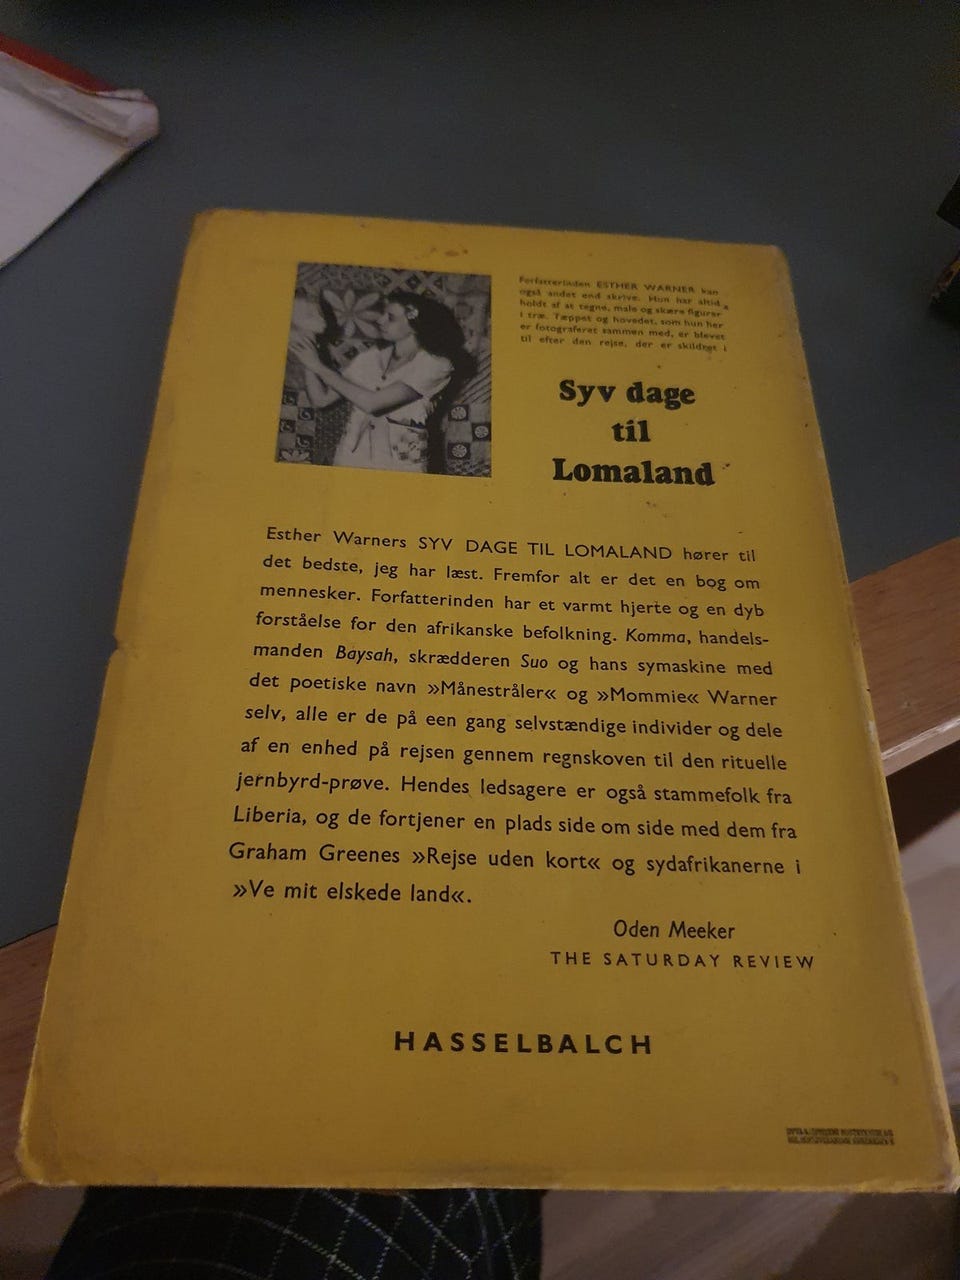 Forfatterinden ESTHER WARNER kan
også andet end skrive. Hun har altid
holdt af at tegne, male og skære figurer
i træ. Tæppet og hovedet, som hun her
er fotograferet sammen med, er blevet
til efter den rejse, der er skildret i
Syv dage
til
Lomaland
Esther Warners SYV DAGE TIL LOMALAND hører til
det bedste, jeg har læst. Fremfor alt er det en bog om
mennesker. Forfatterinden har et varmt hjerte og en dyb
forståelse for den afrikanske befolkning. Komma, handels-
manden Baysah, skrædderen Suo og hans symaskine med
det poetiske navn »Månestråler« og »Mommie« Warner
selv, alle er de på een gang selvstændige individer og dele
af en enhed på rejsen gennem regnskoven til den rituelle
jernbyrd-prøve. Hendes ledsagere er også stammefolk fra
Liberia, og de fortjener en plads side om side med dem fra
Graham Greenes »Rejse uden kort« og sydafrikanerne i
»Ve mit elskede land«.
Oden Meeker
THE SATURDAY REVIEW
HASSELBALCH